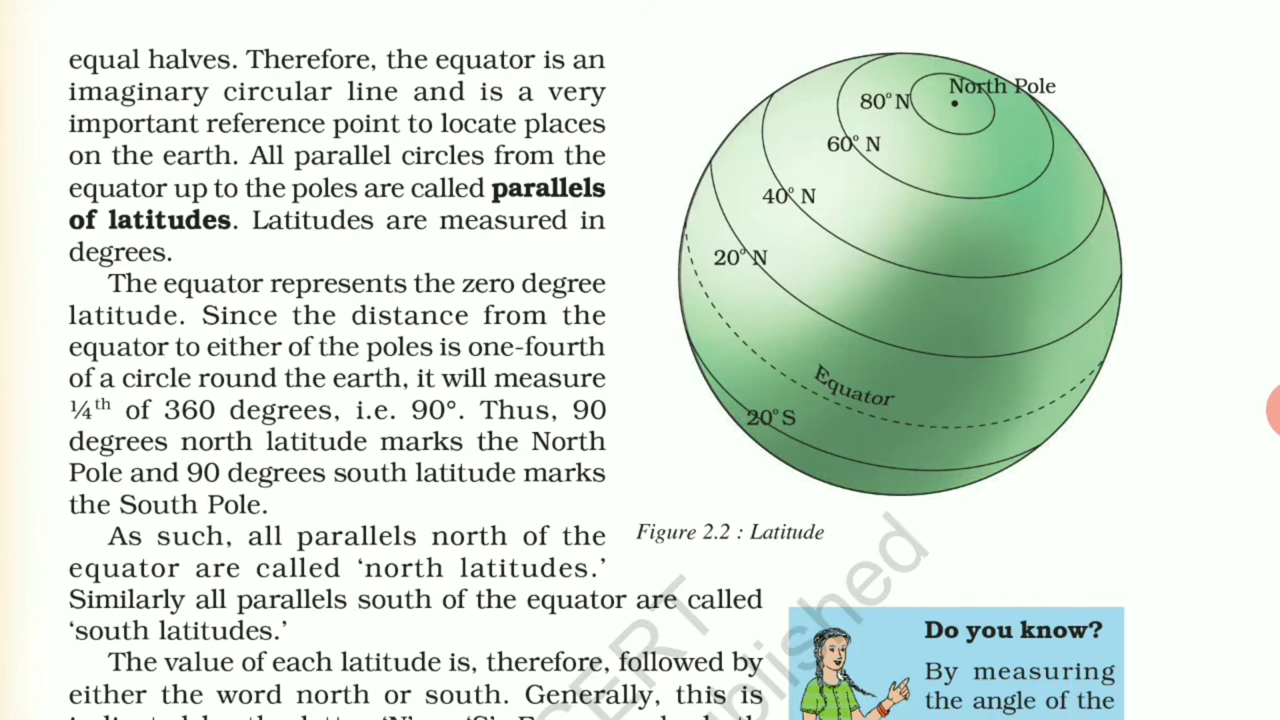 equal halves. Therefore, the equator is an
imaginary circular line and is a very
important reference point to locate places
on the earth. All parallel circles from the
equator up to the poles are called parallels
of latitudes. Latitudes are measured in
degrees.
The equator represents the zero degree
latitude. Since the distance from the
equator to either of the poles is one-fourth
of a circle round the earth, it will measure
¼th of 360 degrees, i.e. 90°. Thus, 90
degrees north latitude marks the North
Pole and 90 degrees south latitude marks
the South Pole.
As such, all parallels north of the
equator are called ‘north latitudes.’
Similarly all parallels south of the equator are called
‘south latitudes.’
The value of each latitude is, therefore, followed by
either the word north or south. Generally, this is
North Pole
80° N
60° N
40° N
20° N
Equator
20° S
Figure 2.2 : Latitude
Do you know?
By measuring
the angle of the